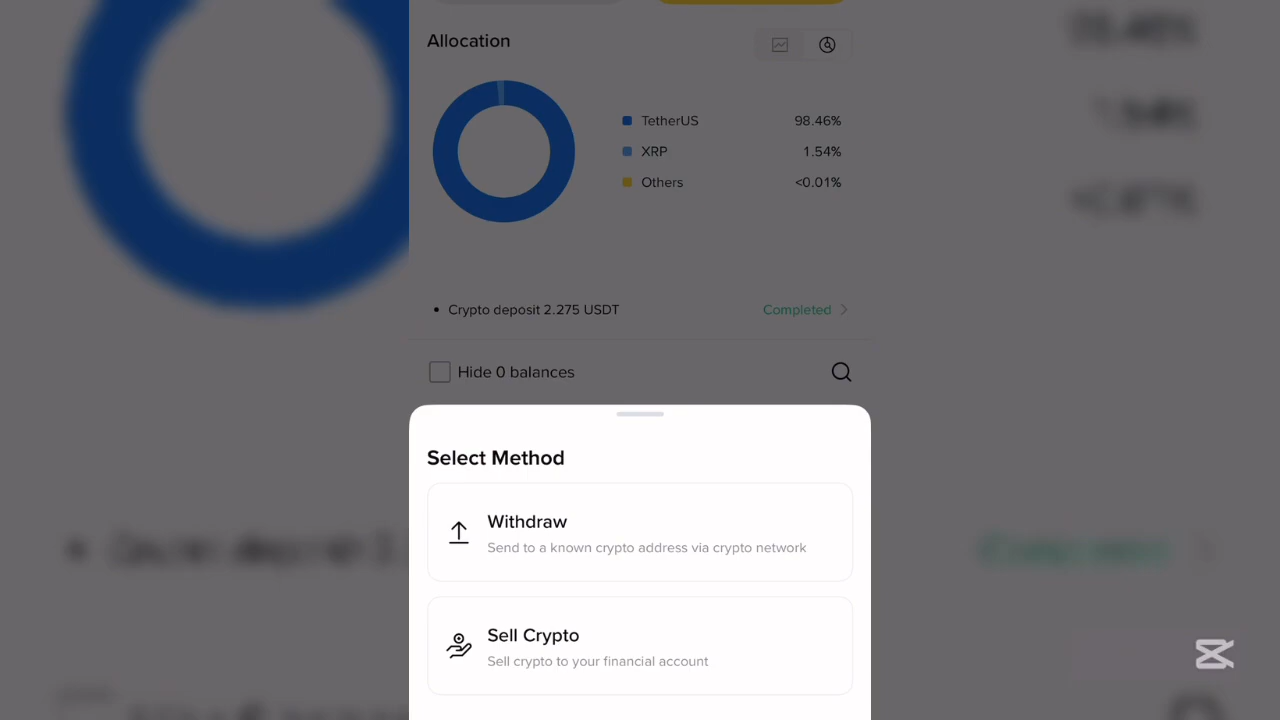 Allocation
TetherUS 98.46%
XRP 1.54%
Others <0.01%
Crypto deposit 2.275 USDT Completed
Hide 0 balances
Select Method
Withdraw
Send to a known crypto address via crypto network
Sell Crypto
Sell crypto to your financial account